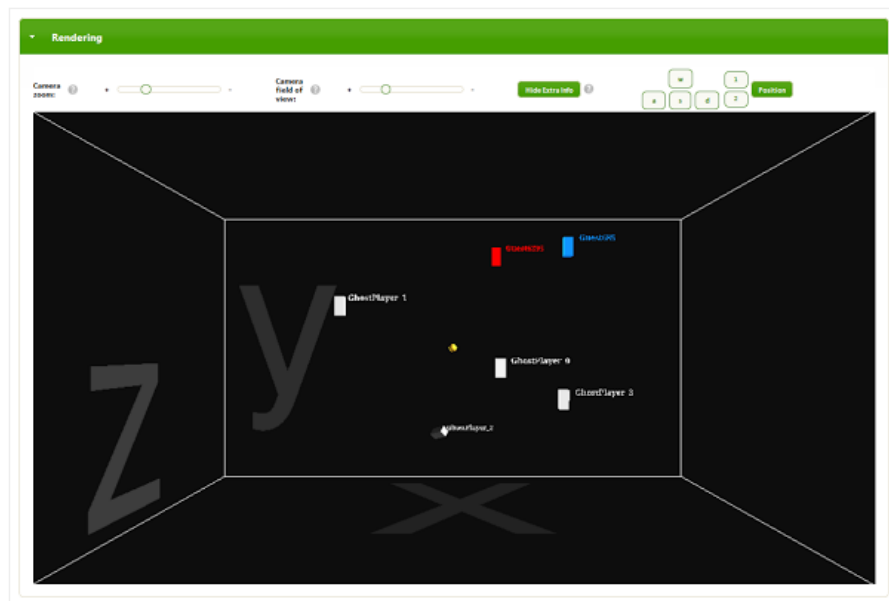 Rendering
Camera zoom:
?
+
-
Camera field of view:
?
+
-
Hide Extra Info
?
w
1
a
s
d
2
Position
GhostPlayer 1
GhostPlayer 0
GhostPlayer 3
GhostPlayer_2
y
z
x